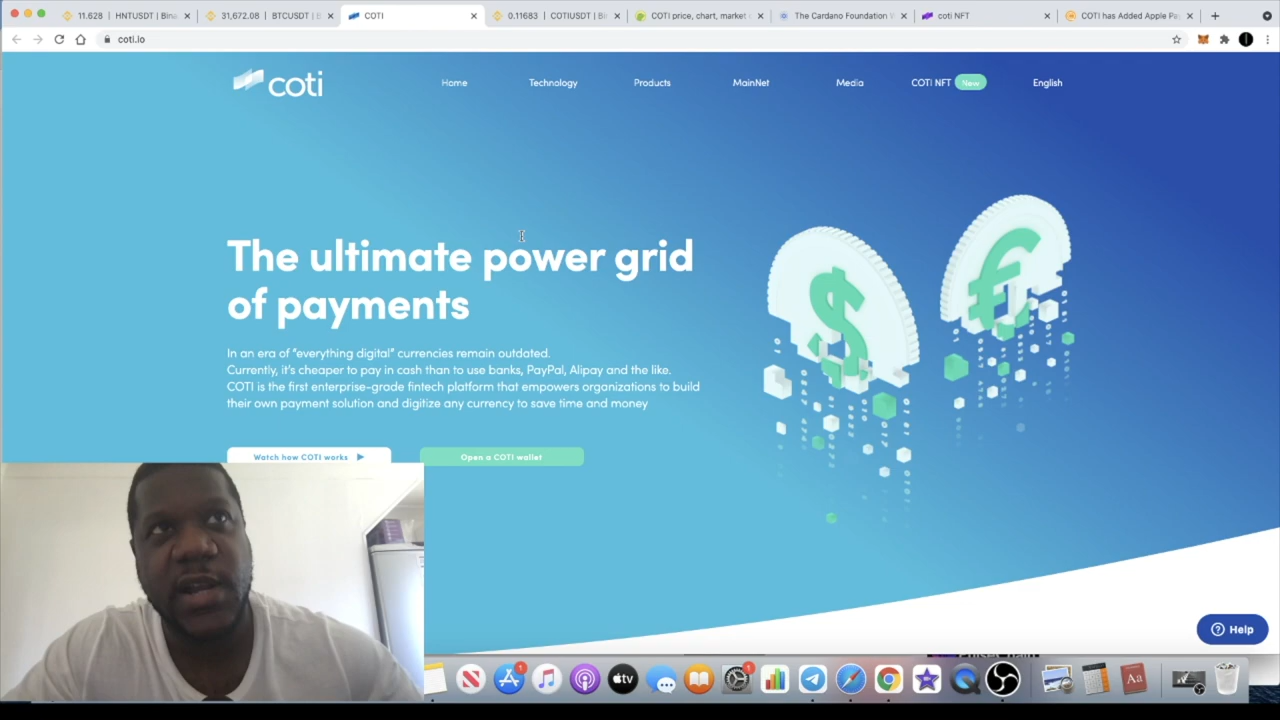 11.628 | HNTUSDT | Bina
31,672.08 | BTCUSDT | B
COTI
0.11683 | COTIUSDT | Bi
COTI price, chart, market
The Cardano Foundation
coti NFT
COTI has Added Apple Pa
coti.io
coti
Home
Technology
Products
MainNet
Media
COTI NFT New
English
The ultimate power grid
of payments
In an era of "everything digital" currencies remain outdated.
Currently, it's cheaper to pay in cash than to use banks, PayPal, Alipay and the like.
COTI is the first enterprise-grade fintech platform that empowers organizations to build
their own payment solution and digitize any currency to save time and money
Watch how COTI works
Open a COTI wallet
Help
1
tv
1
Aa